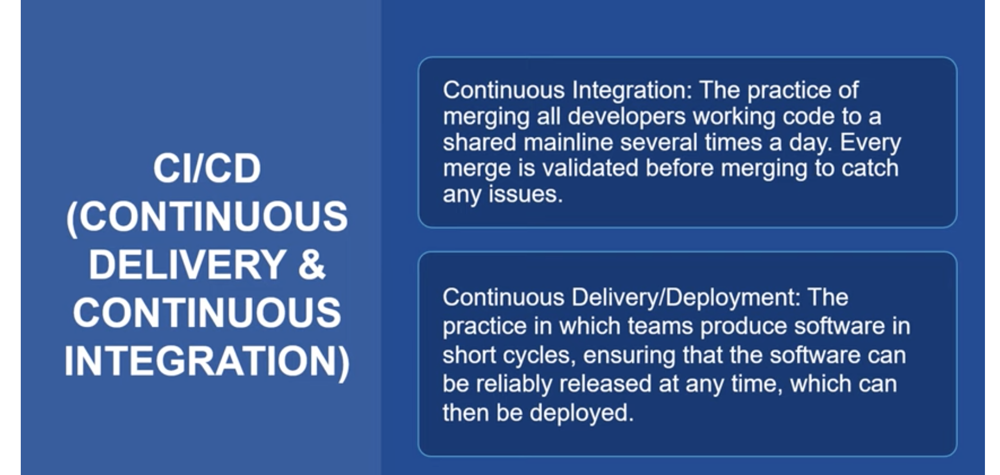 CI/CD
(CONTINUOUS
DELIVERY &
CONTINUOUS
INTEGRATION)
Continuous Integration: The practice of
merging all developers working code to a
shared mainline several times a day. Every
merge is validated before merging to catch
any issues.
Continuous Delivery/Deployment: The
practice in which teams produce software in
short cycles, ensuring that the software can
be reliably released at any time, which can
then be deployed.